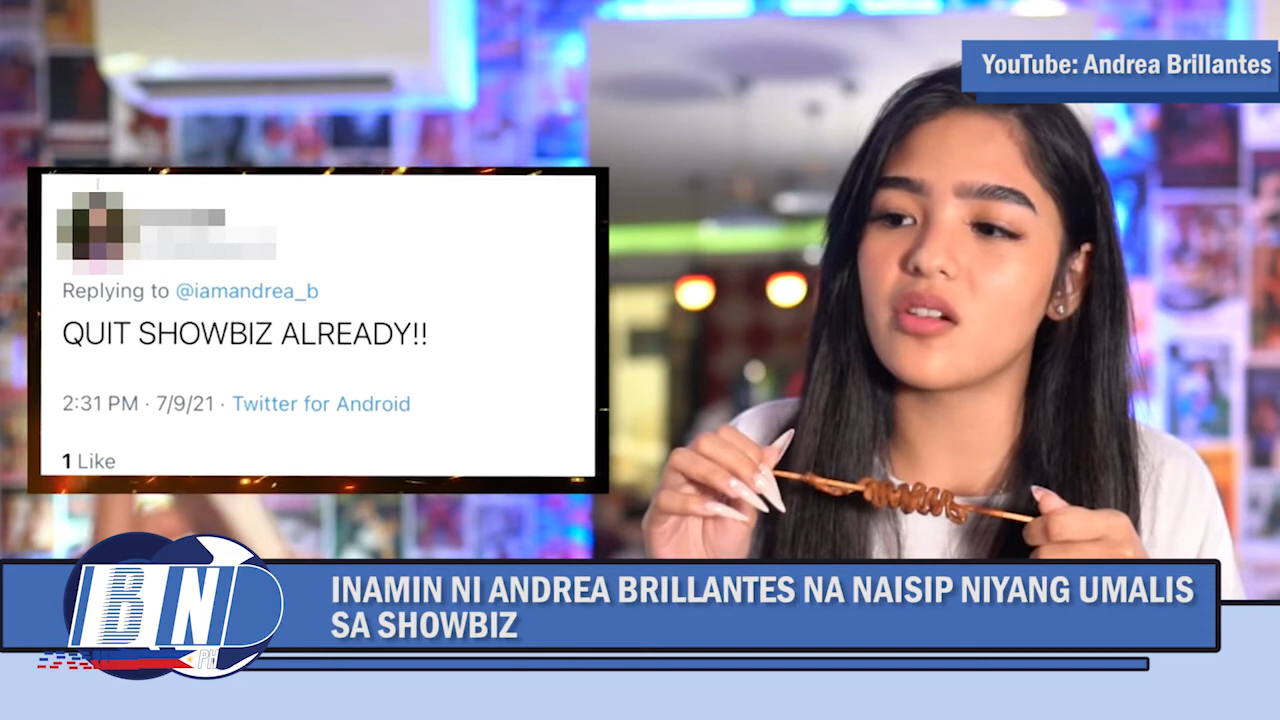 YouTube: Andrea Brillantes
Replying to @iamandrea_b
QUIT SHOWBIZ ALREADY!!
2:31 PM · 7/9/21 · Twitter for Android
1 Like
INAMIN NI ANDREA BRILLANTES NA NAISIP NIYANG UMALIS
SA SHOWBIZ
BND
PH